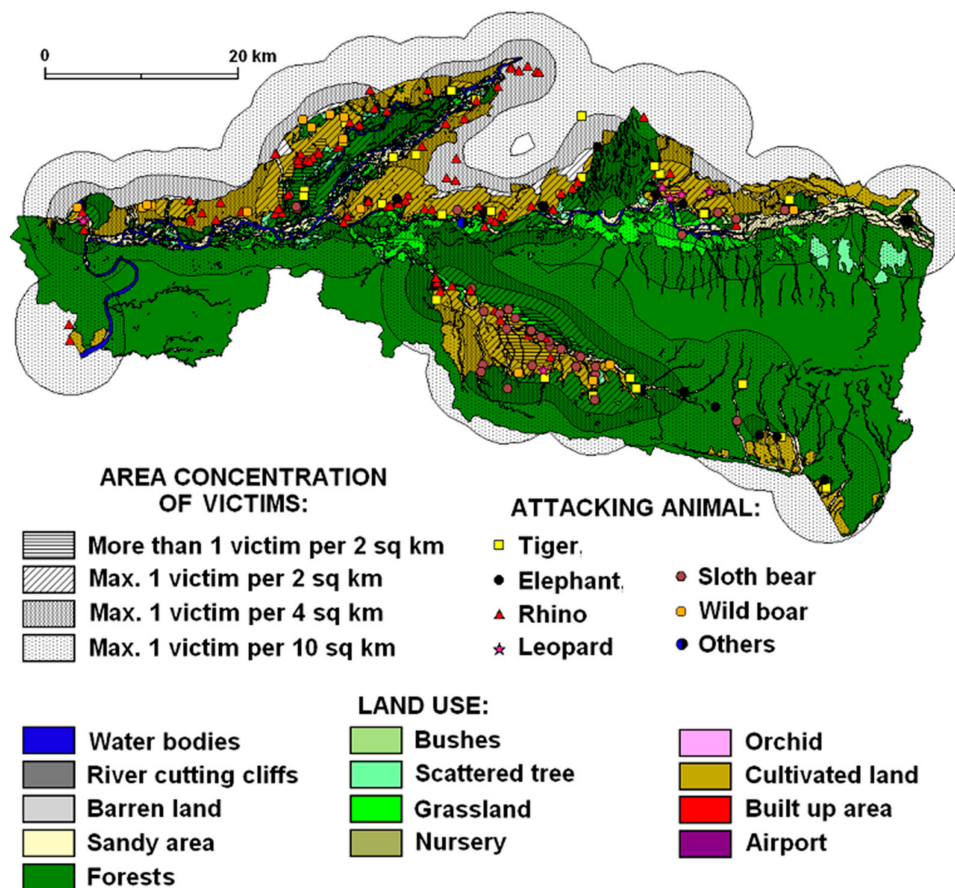 0 20 km
AREA CONCENTRATION
OF VICTIMS:
More than 1 victim per 2 sq km
Max. 1 victim per 2 sq km
Max. 1 victim per 4 sq km
Max. 1 victim per 10 sq km
ATTACKING ANIMAL:
Tiger
Elephant
Rhino
Leopard
Sloth bear
Wild boar
Others
LAND USE:
Water bodies
River cutting cliffs
Barren land
Sandy area
Forests
Bushes
Scattered tree
Grassland
Nursery
Orchid
Cultivated land
Built up area
Airport